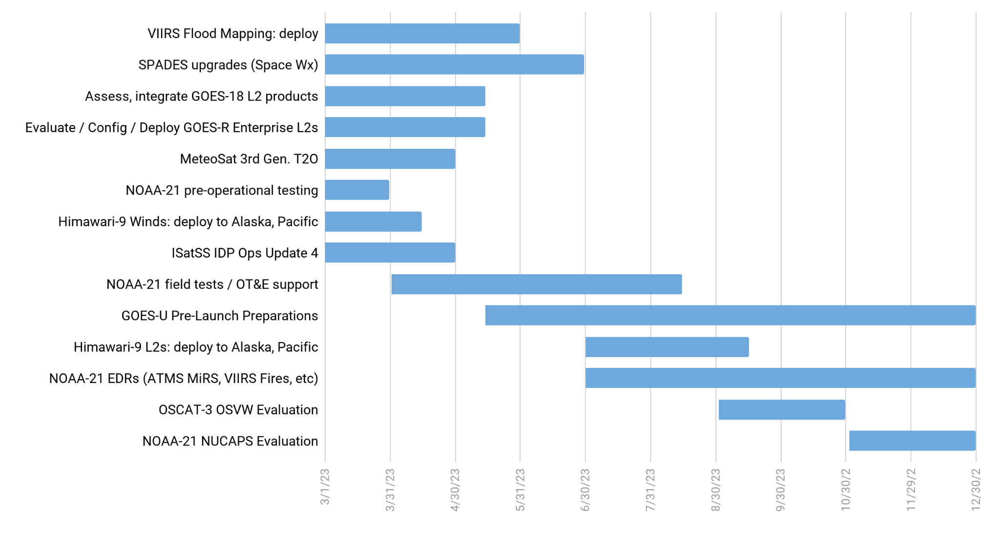 VIIRS Flood Mapping: deploy
SPADES upgrades (Space Wx)
Assess, integrate GOES-18 L2 products
Evaluate / Config / Deploy GOES-R Enterprise L2s
MeteoSat 3rd Gen. T2O
NOAA-21 pre-operational testing
Himawari-9 Winds: deploy to Alaska, Pacific
ISatSS IDP Ops Update 4
NOAA-21 field tests / OT&E support
GOES-U Pre-Launch Preparations
Himawari-9 L2s: deploy to Alaska, Pacific
NOAA-21 EDRs (ATMS MiRS, VIIRS Fires, etc)
OSCAT-3 OSVW Evaluation
NOAA-21 NUCAPS Evaluation
3/1/23
3/31/23
4/30/23
5/31/23
6/30/23
7/31/23
8/30/23
9/30/23
10/30/2
11/29/2
12/30/2